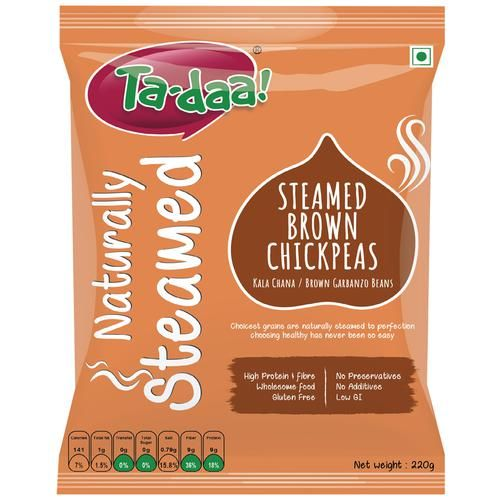 Ta-daa!
®
Naturally
Steamed
STEAMED
BROWN
CHICKPEAS
KALA CHANA / BROWN GARBANZO BEANS
Choicest grains are naturally steamed to perfection
choosing healthy has never been so easy
High Protein & Fibre
Wholesome food
Gluten Free
No Preservatives
No Additives
Low GI
Calories Total Fat Transfat Total Sugar Salt Fiber Protein
141 1g 0g 0g 0.79g 9g 9g
7% 1.5% 0% 0% 15.8% 36% 18%
Net weight : 220g